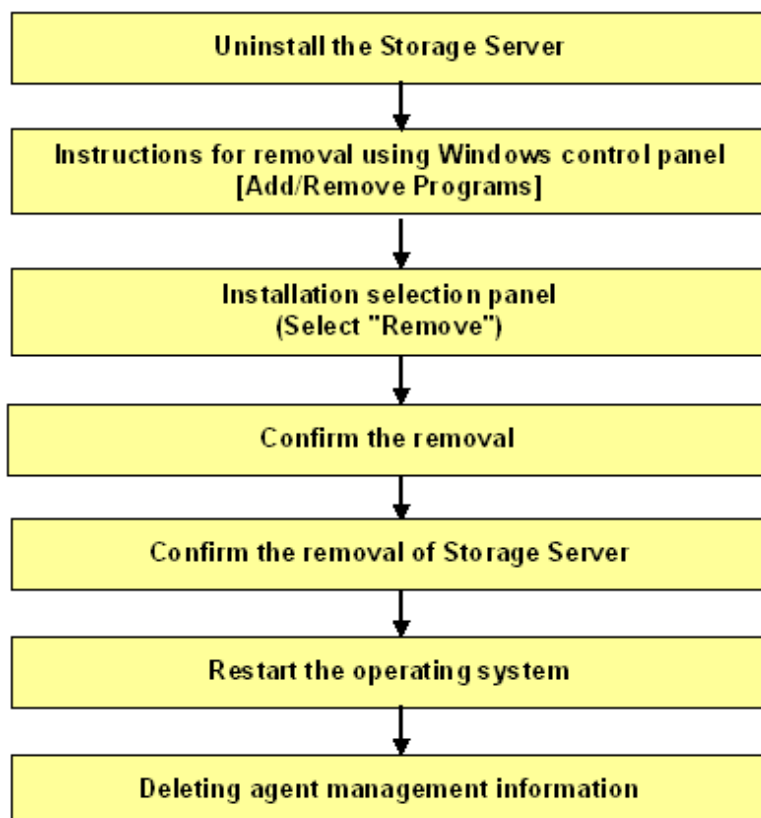 Uninstall the Storage Server
Instructions for removal using Windows control panel
[Add/Remove Programs]
Installation selection panel
(Select "Remove")
Confirm the removal
Confirm the removal of Storage Server
Restart the operating system
Deleting agent management information